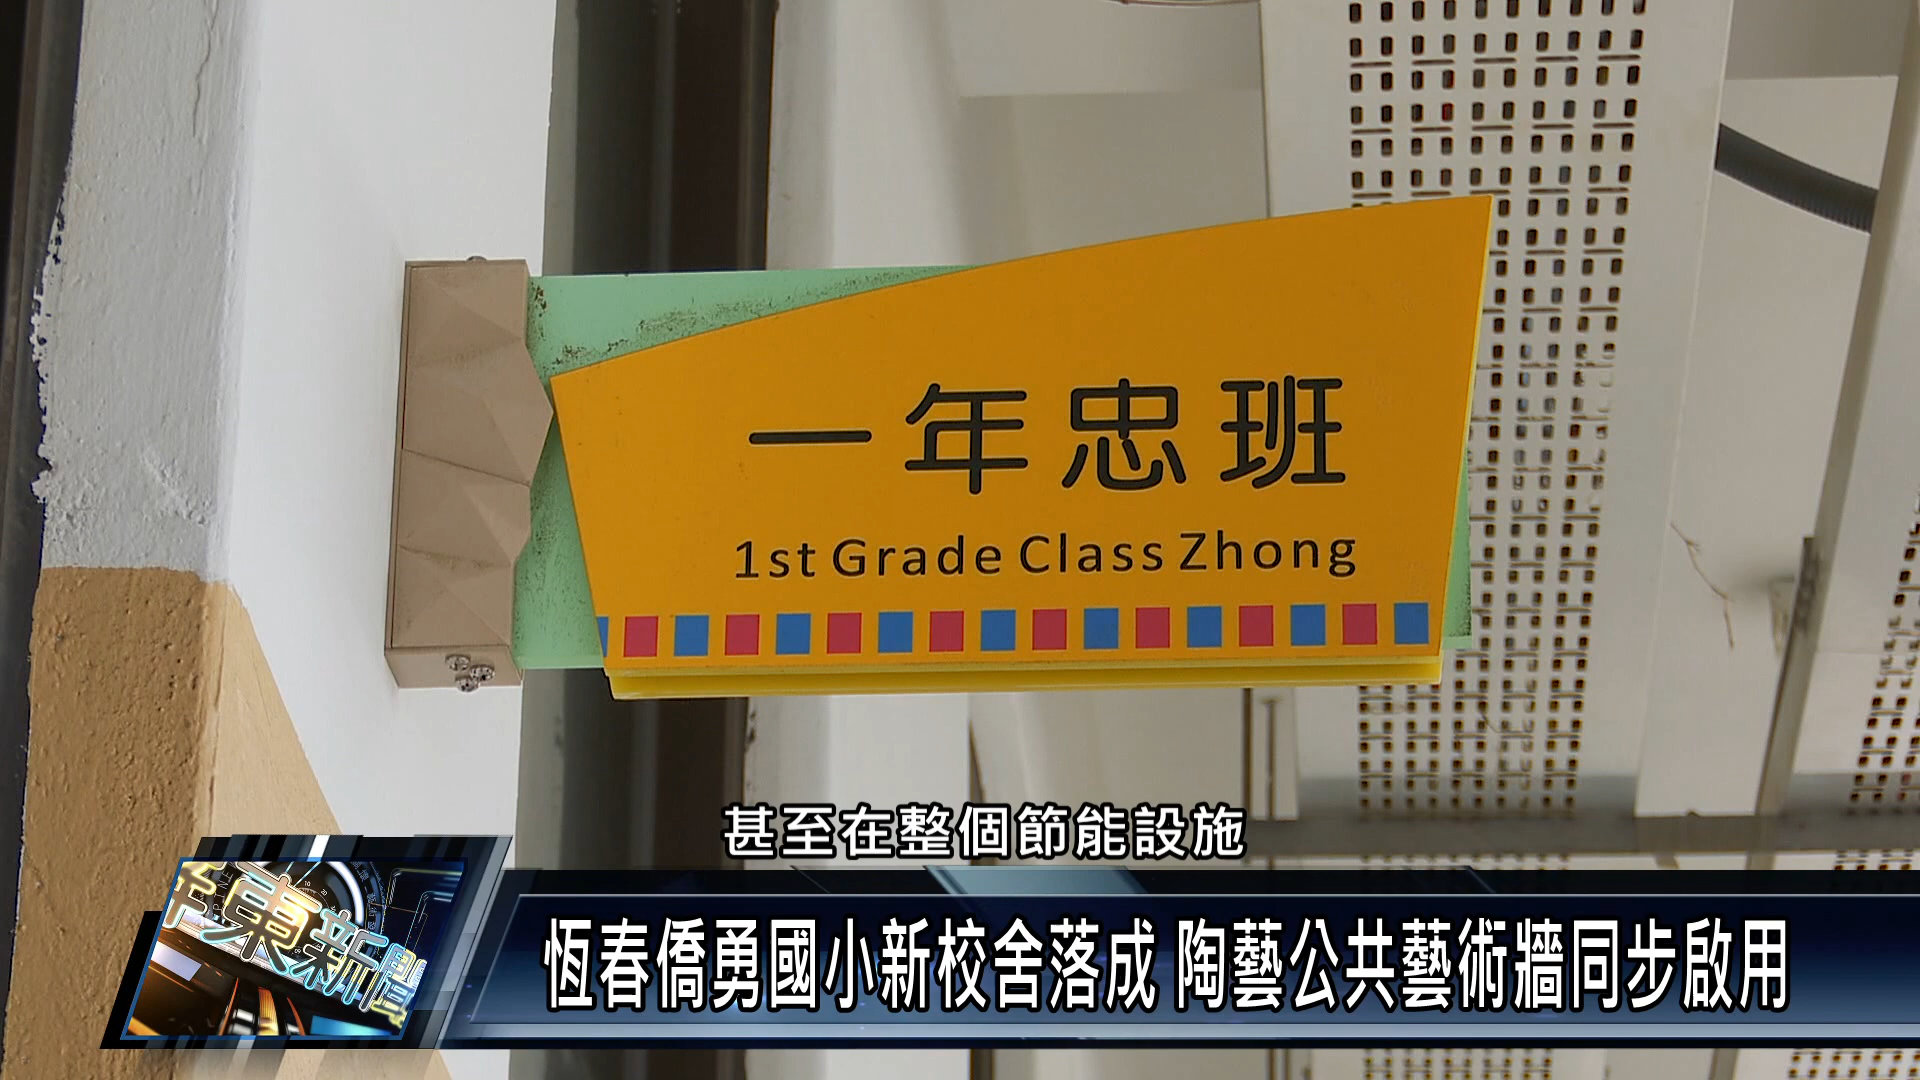 一年忠班
1st Grade Class Zhong
甚至在整個節能設施
東新聞
恆春僑勇國小新校舍落成 陶藝公共藝術牆同步啟用